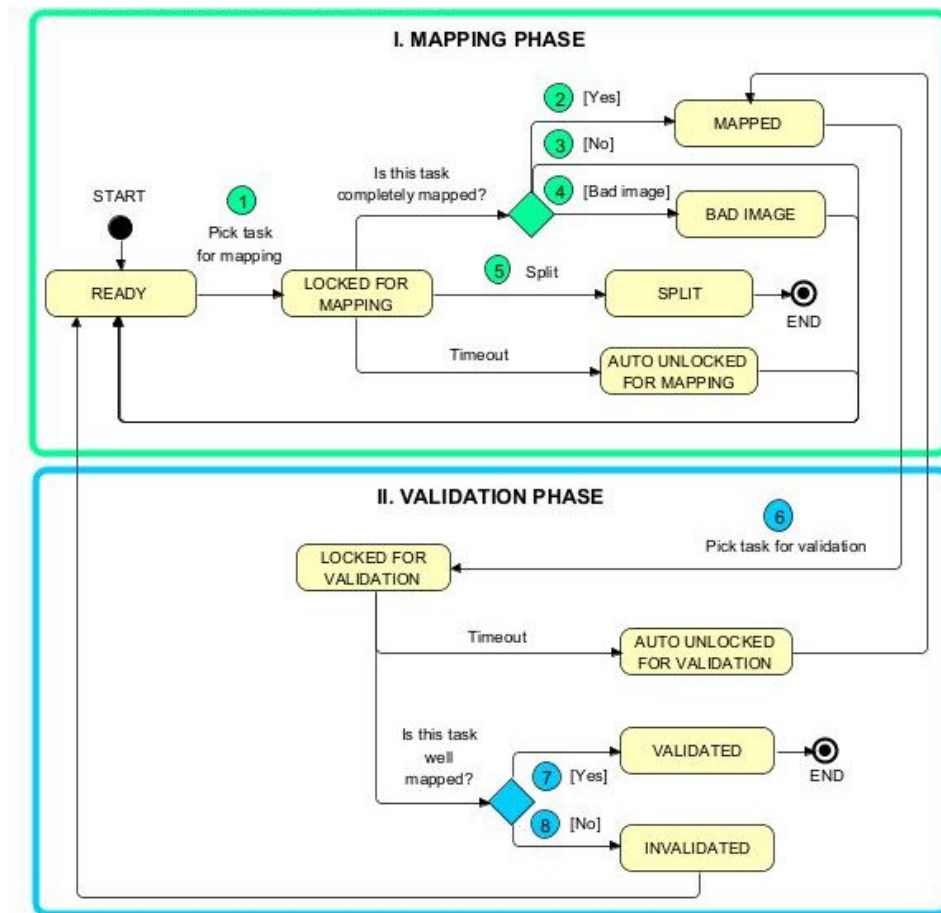 I. MAPPING PHASE
2 [Yes]
MAPPED
3 [No]
Is this task
completely mapped?
4 [Bad image]
BAD IMAGE
START
1
Pick task
for mapping
5 Split
READY
LOCKED FOR
MAPPING
SPLIT
END
Timeout
AUTO UNLOCKED
FOR MAPPING
II. VALIDATION PHASE
6
Pick task for validation
LOCKED FOR
VALIDATION
Timeout
AUTO UNLOCKED
FOR VALIDATION
Is this task
well
mapped?
VALIDATED
END
7 [Yes]
8 [No]
INVALIDATED